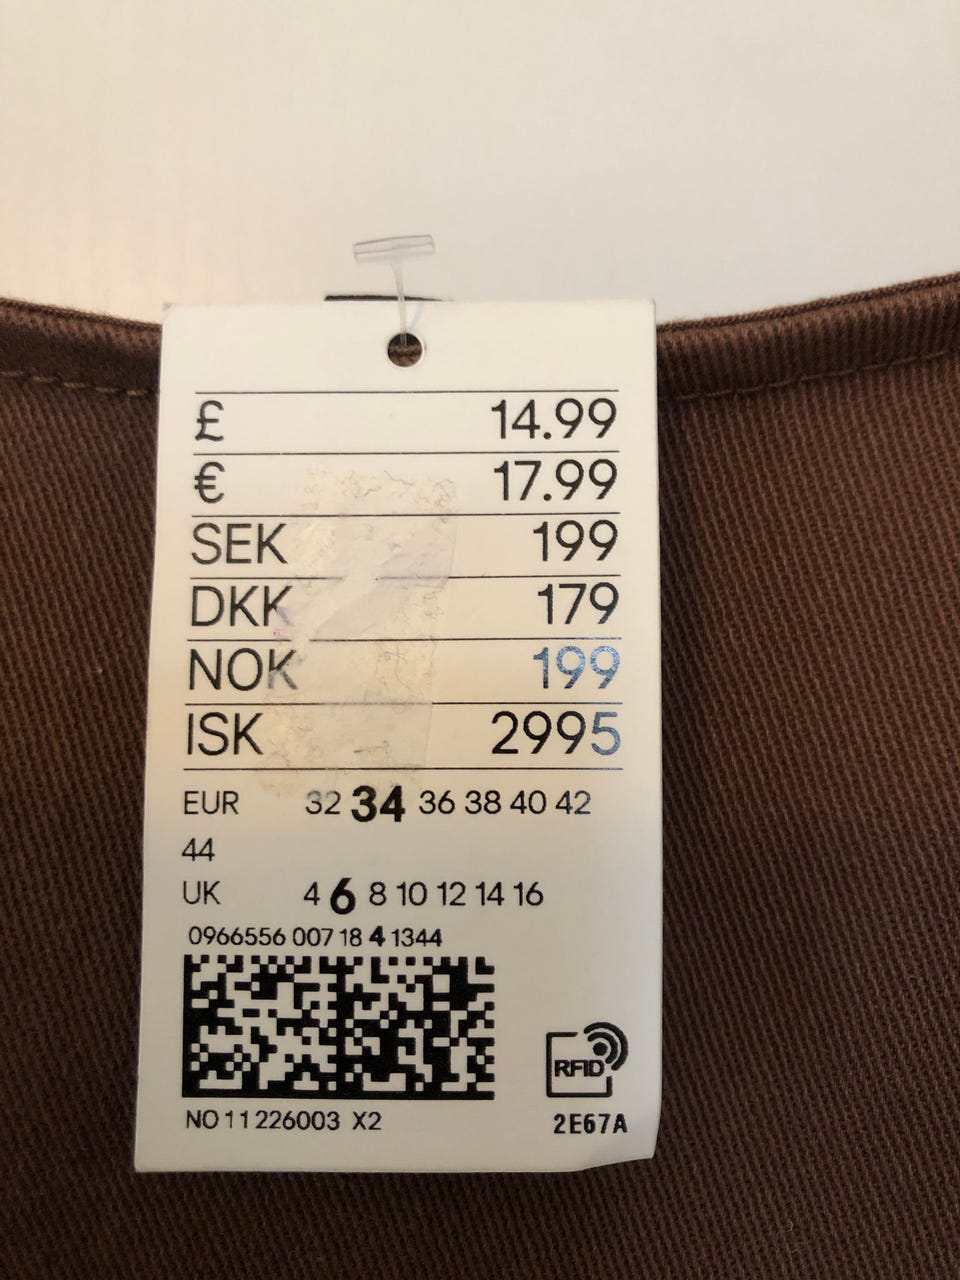 £ 14.99
€ 17.99
SEK 199
DKK 179
NOK 199
ISK 2995
EUR 32 34 36 38 40 42
44
UK 4 6 8 10 12 14 16
0966556 007 18 4 1344
RFID
NO 11 226003 X2
2E67A